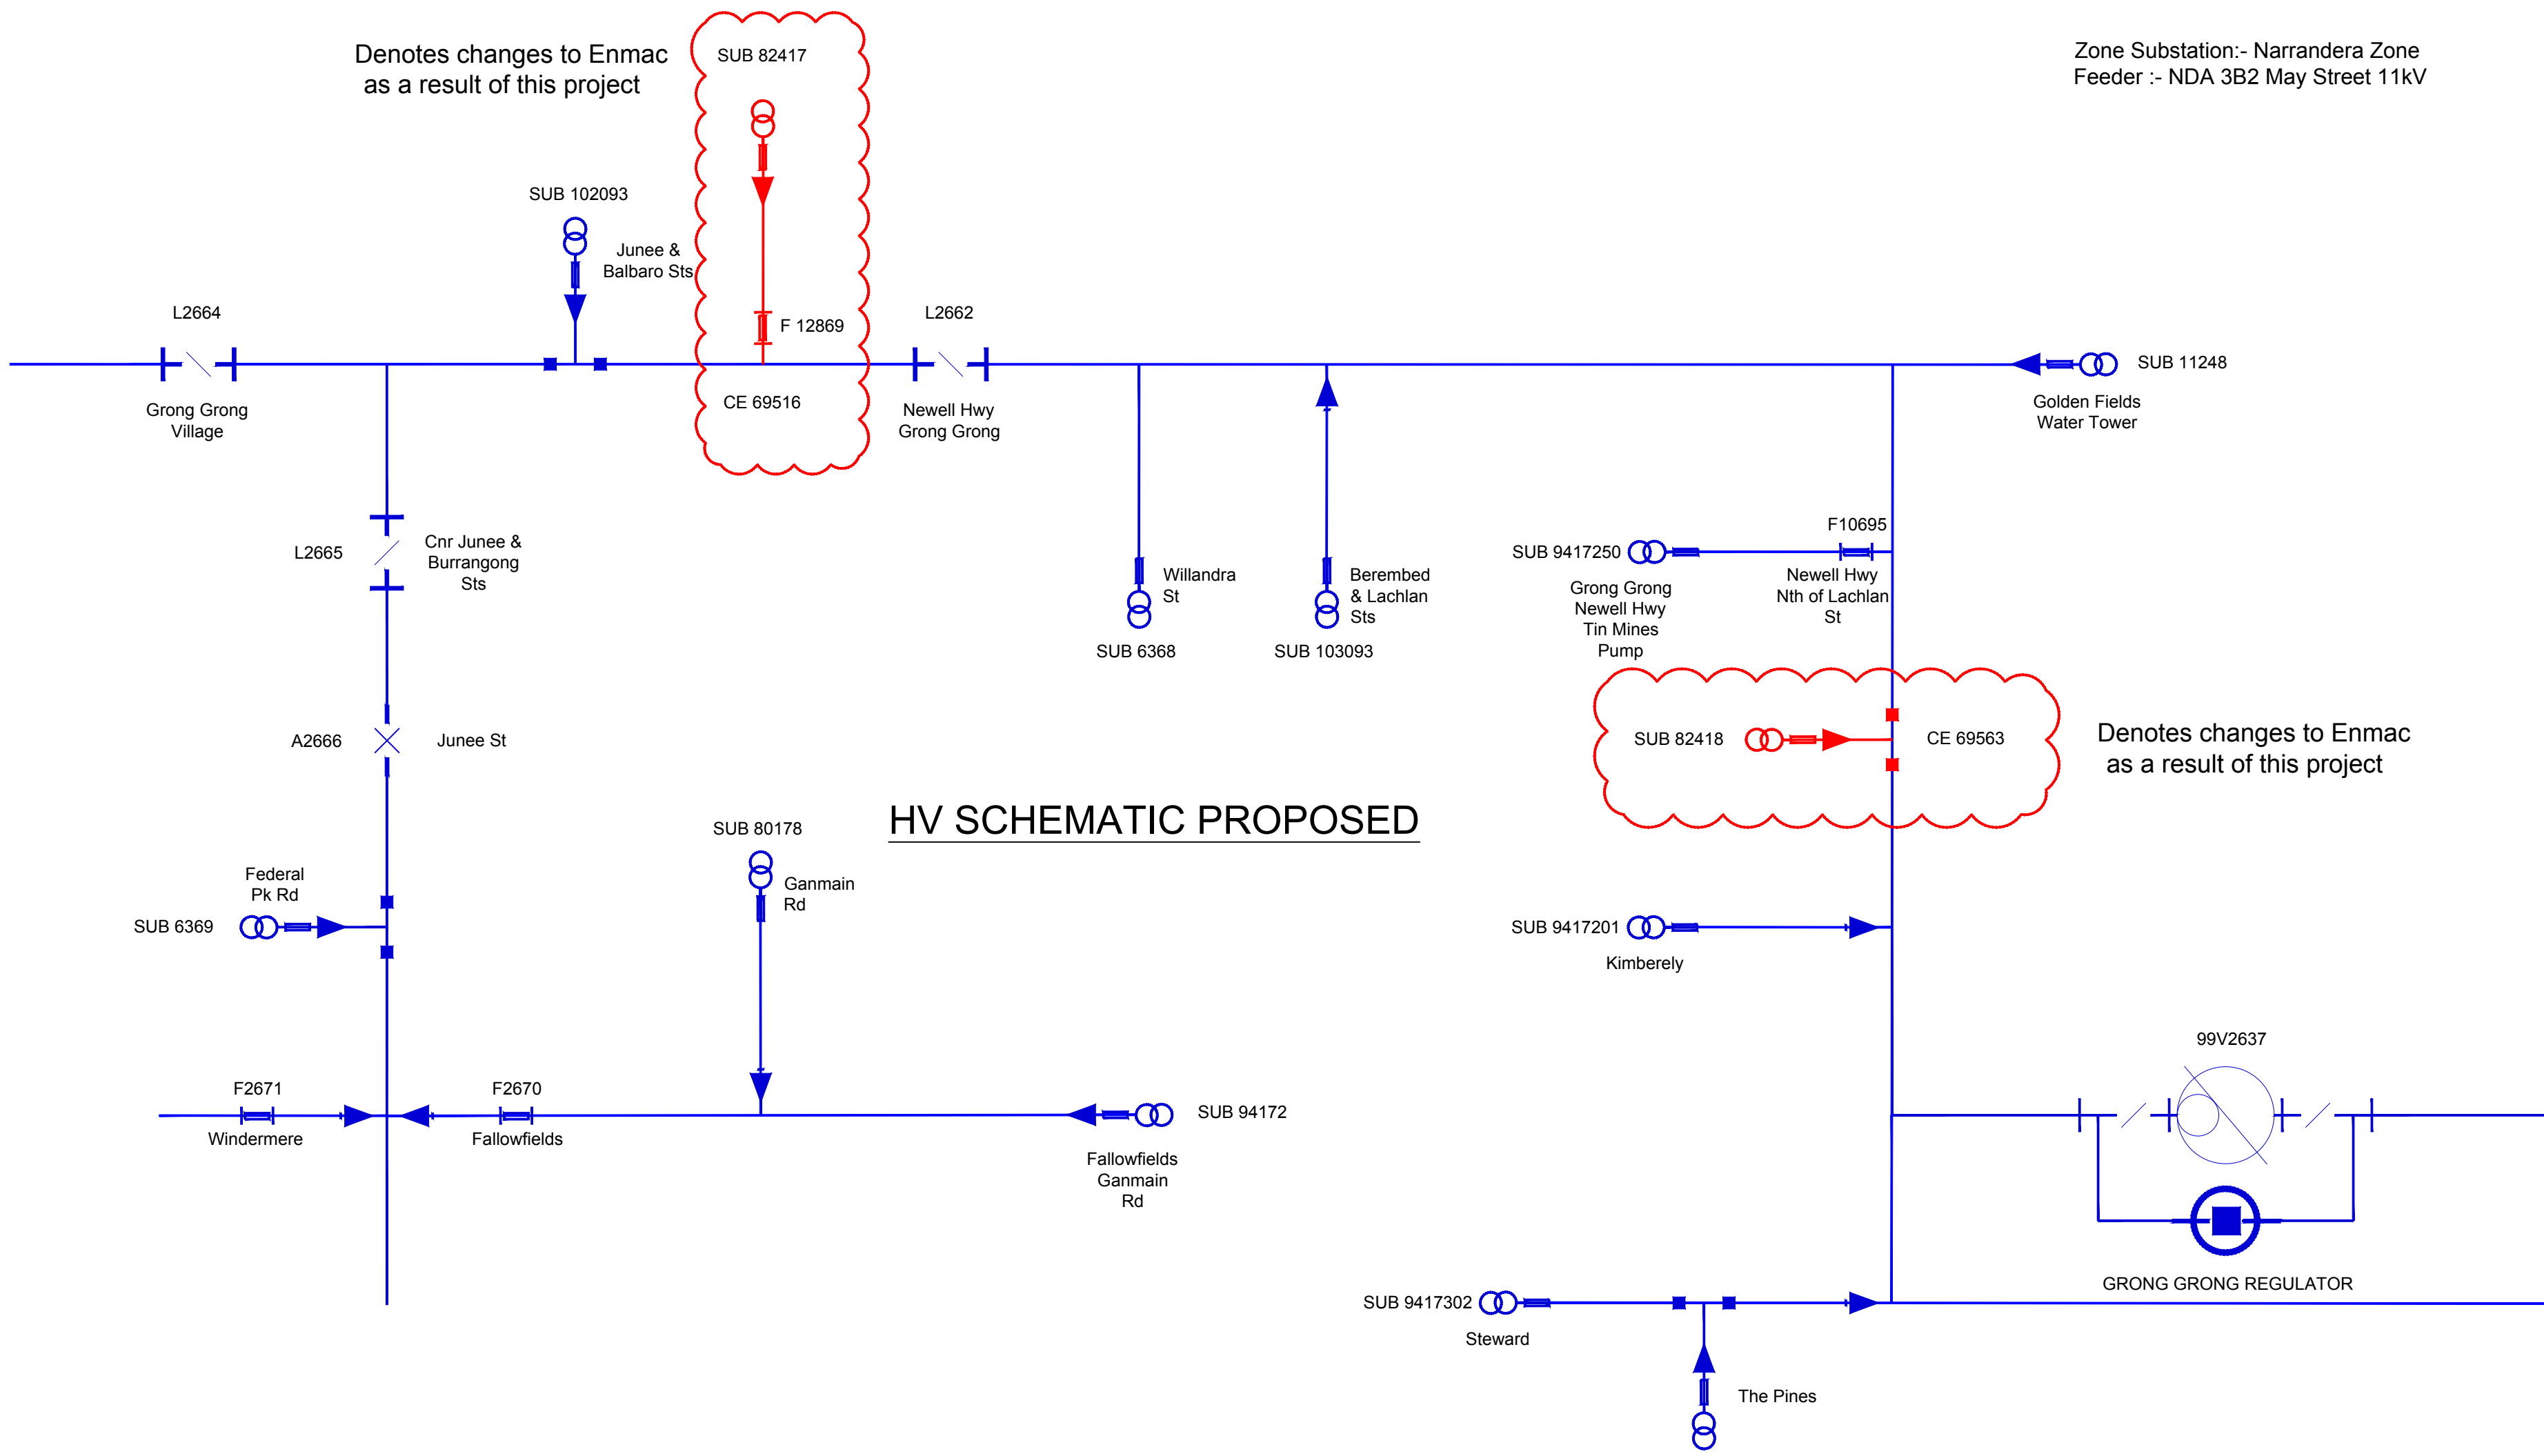 Denotes changes to Enmac
as a result of this project
SUB 82417
Zone Substation:- Narrandera Zone
Feeder :- NDA 3B2 May Street 11kV
SUB 102093
Junee &
Balbaro Sts
L2664
F 12869
L2662
SUB 11248
Grong Grong
Village
CE 69516
Newell Hwy
Grong Grong
Golden Fields
Water Tower
L2665
Cnr Junee &
Burrangong
Sts
Willandra
St
SUB 6368
Berembed
& Lachlan
Sts
SUB 103093
SUB 9417250
F10695
Grong Grong
Newell Hwy
Tin Mines
Pump
Newell Hwy
Nth of Lachlan
St
A2666
Junee St
SUB 82418
CE 69563
Denotes changes to Enmac
as a result of this project
HV SCHEMATIC PROPOSED
SUB 80178
Ganmain
Rd
Federal
Pk Rd
SUB 6369
SUB 9417201
Kimberely
99V2637
F2671
Windermere
F2670
Fallowfields
SUB 94172
Fallowfields
Ganmain
Rd
GRONG GRONG REGULATOR
SUB 9417302
Steward
The Pines